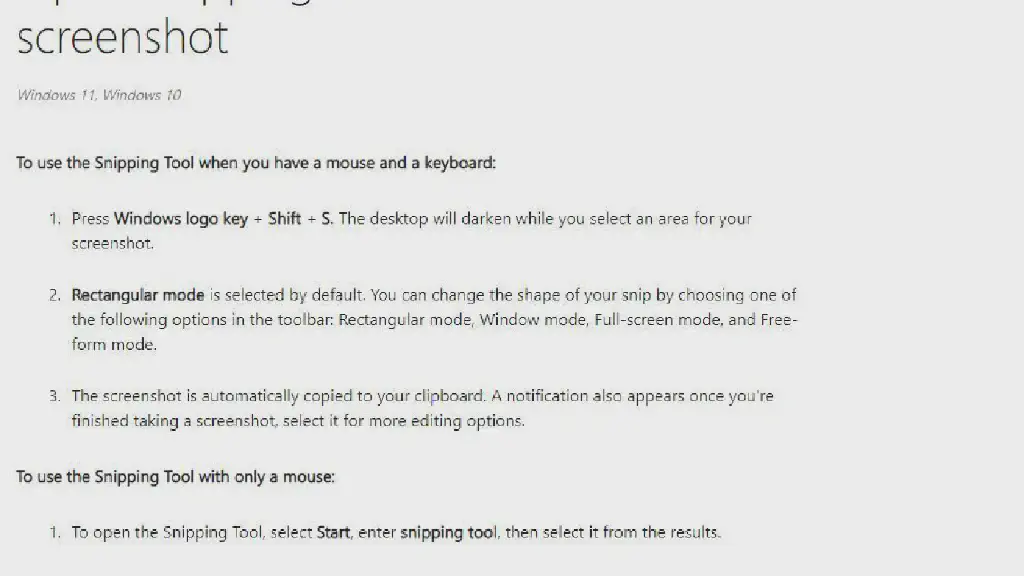 screenshot
Windows 11, Windows 10
To use the Snipping Tool when you have a mouse and a keyboard:
1. Press Windows logo key + Shift + S. The desktop will darken while you select an area for your
screenshot.
2. Rectangular mode is selected by default. You can change the shape of your snip by choosing one of
the following options in the toolbar: Rectangular mode, Window mode, Full-screen mode, and Free-
form mode.
3. The screenshot is automatically copied to your clipboard. A notification also appears once you're
finished taking a screenshot, select it for more editing options.
To use the Snipping Tool with only a mouse:
1. To open the Snipping Tool, select Start, enter snipping tool, then select it from the results.